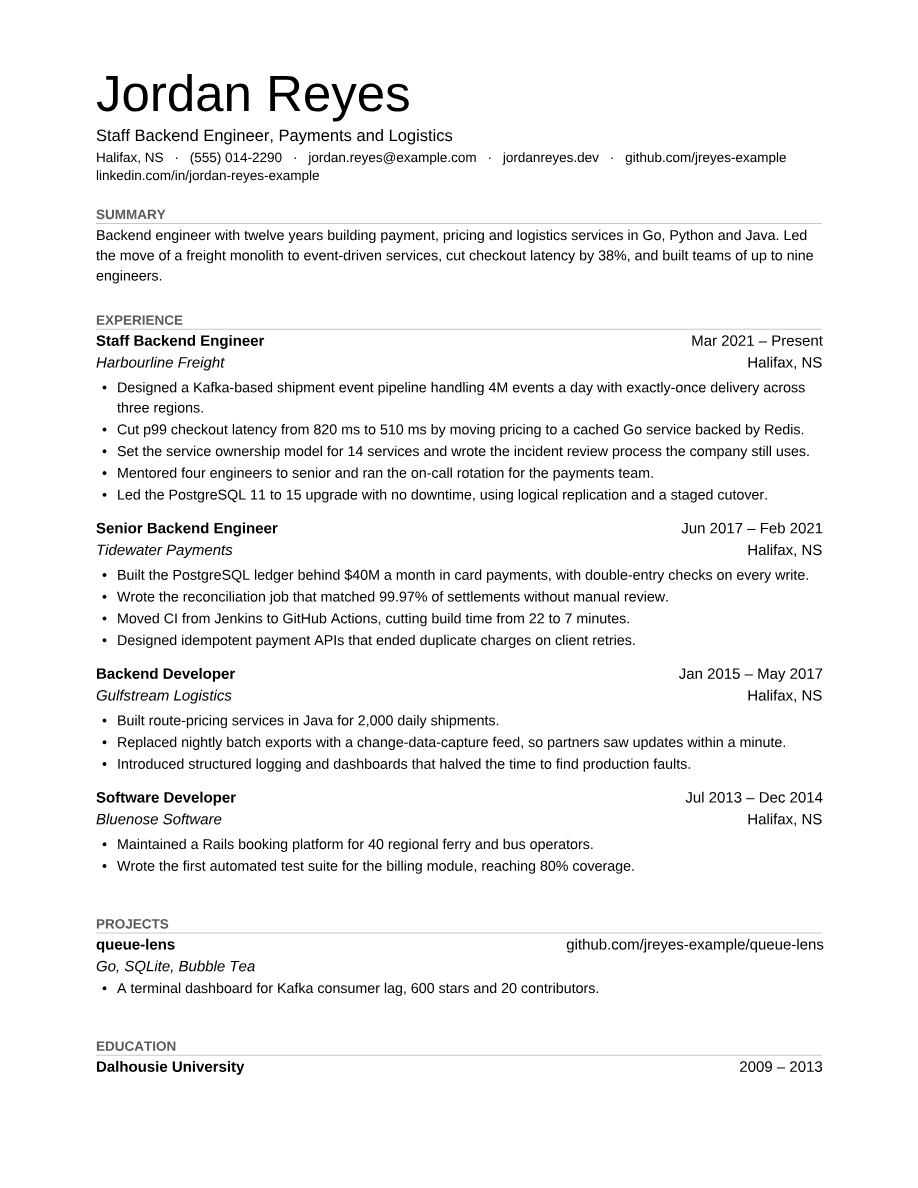 Jordan Reyes
Staff Backend Engineer, Payments and Logistics
Halifax, NS · (555) 014-2290 · jordan.reyes@example.com · jordanreyes.dev · github.com/jreyes-example
linkedin.com/in/jordan-reyes-example
SUMMARY
Backend engineer with twelve years building payment, pricing and logistics services in Go, Python and Java. Led
the move of a freight monolith to event-driven services, cut checkout latency by 38%, and built teams of up to nine
engineers.
EXPERIENCE
Staff Backend Engineer Mar 2021 – Present
Harbourline Freight Halifax, NS
• Designed a Kafka-based shipment event pipeline handling 4M events a day with exactly-once delivery across
three regions.
• Cut p99 checkout latency from 820 ms to 510 ms by moving pricing to a cached Go service backed by Redis.
• Set the service ownership model for 14 services and wrote the incident review process the company still uses.
• Mentored four engineers to senior and ran the on-call rotation for the payments team.
• Led the PostgreSQL 11 to 15 upgrade with no downtime, using logical replication and a staged cutover.
Senior Backend Engineer Jun 2017 – Feb 2021
Tidewater Payments Halifax, NS
• Built the PostgreSQL ledger behind $40M a month in card payments, with double-entry checks on every write.
• Wrote the reconciliation job that matched 99.97% of settlements without manual review.
• Moved CI from Jenkins to GitHub Actions, cutting build time from 22 to 7 minutes.
• Designed idempotent payment APIs that ended duplicate charges on client retries.
Backend Developer Jan 2015 – May 2017
Gulfstream Logistics Halifax, NS
• Built route-pricing services in Java for 2,000 daily shipments.
• Replaced nightly batch exports with a change-data-capture feed, so partners saw updates within a minute.
• Introduced structured logging and dashboards that halved the time to find production faults.
Software Developer Jul 2013 – Dec 2014
Bluenose Software Halifax, NS
• Maintained a Rails booking platform for 40 regional ferry and bus operators.
• Wrote the first automated test suite for the billing module, reaching 80% coverage.
PROJECTS
queue-lens github.com/jreyes-example/queue-lens
Go, SQLite, Bubble Tea
• A terminal dashboard for Kafka consumer lag, 600 stars and 20 contributors.
EDUCATION
Dalhousie University 2009 – 2013